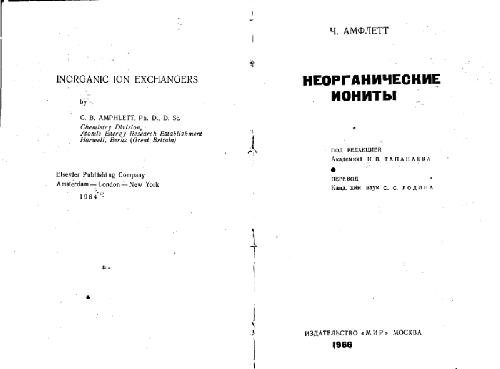 INORGANIC ION EXCHANGERS
by
C. B. AMPHLETT, Ph. D., D. Sc.
Chemistry Division,
Atomic Energy Research Establishment
Harwell, Berks (Great Britain)
Elsevier Publishing Company
Amsterdam—London—New York
1964
Ч. АМФЛЕТТ
НЕОРГАНИЧЕСКИЕ
ИОНИТЫ
ПОД РЕДАКЦИЕЙ
Академика И. В. ТАНАНАЕВА
ПЕРЕВОД
Канд. хим. наук С. С. РОДИНА
ИЗДАТЕЛЬСТВО «МИР» МОСКВА
1966